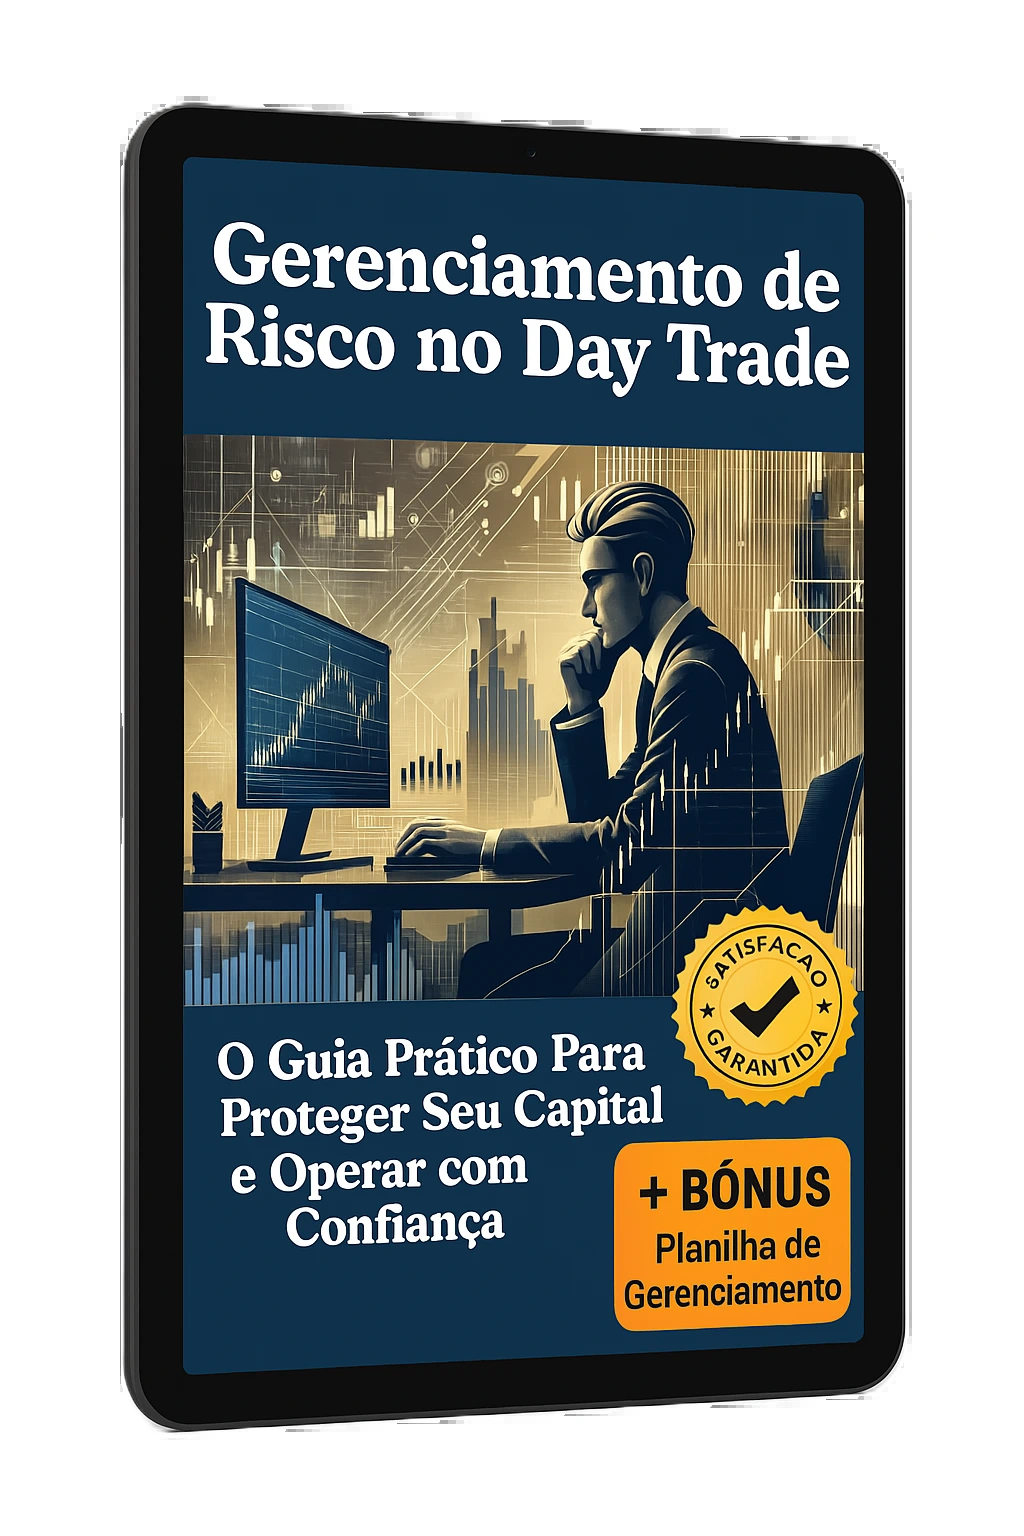 Gerenciamento de
Risco no Day Trade
SATISFACAO
GARANTIDA
O Guia Prático Para
Proteger Seu Capital
e Operar com
Confiança
+ BÓNUS
Planilha de
Gerenciamento